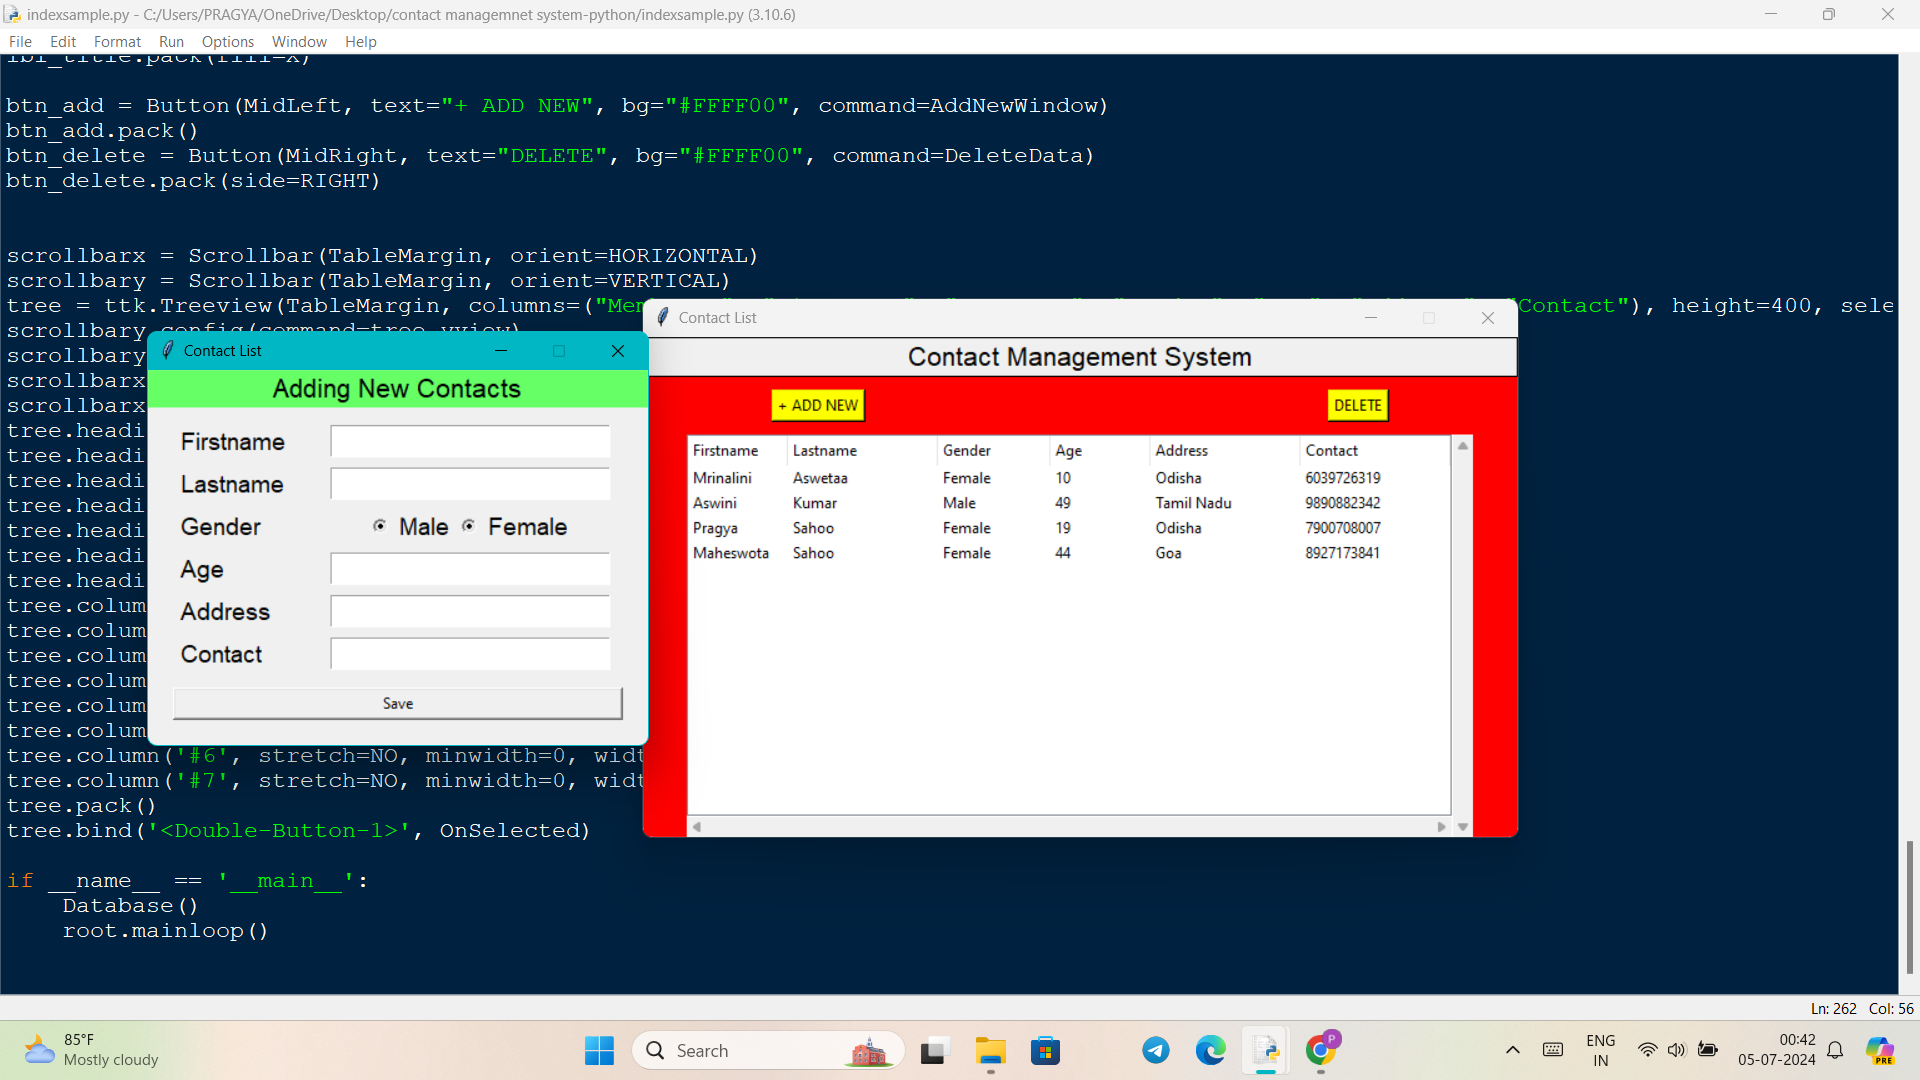 indexsample.py - C:/Users/PRAGYA/OneDrive/Desktop/contact managemnet system-python/indexsample.py (3.10.6)
File Edit Format Run Options Window Help
lbl_title.pack(fill=X)
btn_add = Button(MidLeft, text="+ ADD NEW", bg="#FFFF00", command=AddNewWindow)
btn_add.pack()
btn_delete = Button(MidRight, text="DELETE", bg="#FFFF00", command=DeleteData)
btn_delete.pack(side=RIGHT)
scrollbarx = Scrollbar(TableMargin, orient=HORIZONTAL)
scrollbary = Scrollbar(TableMargin, orient=VERTICAL)
tree = ttk.Treeview(TableMargin, columns=("Mem
Contact"), height=400, sele
scrollbary.config(command=tree.yview)
scrollbary
scrollbarx
scrollbarx
tree.headi
tree.headi
tree.headi
tree.headi
tree.headi
tree.headi
tree.headi
tree.colum
tree.colum
tree.colum
tree.colum
tree.colum
tree.colum
tree.column('#6', stretch=NO, minwidth=0, widt
tree.column('#7', stretch=NO, minwidth=0, widt
tree.pack()
tree.bind('<Double-Button-1>', OnSelected)
if __name__ == '__main__':
Database()
root.mainloop()
Contact List
Adding New Contacts
Firstname
Lastname
Gender Male Female
Age
Address
Contact
Save
Contact List
Contact Management System
+ ADD NEW DELETE
Firstname Lastname Gender Age Address Contact
Mrinalini Aswetaa Female 10 Odisha 6039726319
Aswini Kumar Male 49 Tamil Nadu 9890882342
Pragya Sahoo Female 19 Odisha 7900708007
Maheswota Sahoo Female 44 Goa 8927173841
Ln: 262 Col: 56
85°F
Mostly cloudy
Search
P
ENG
IN
00:42
05-07-2024
PRE